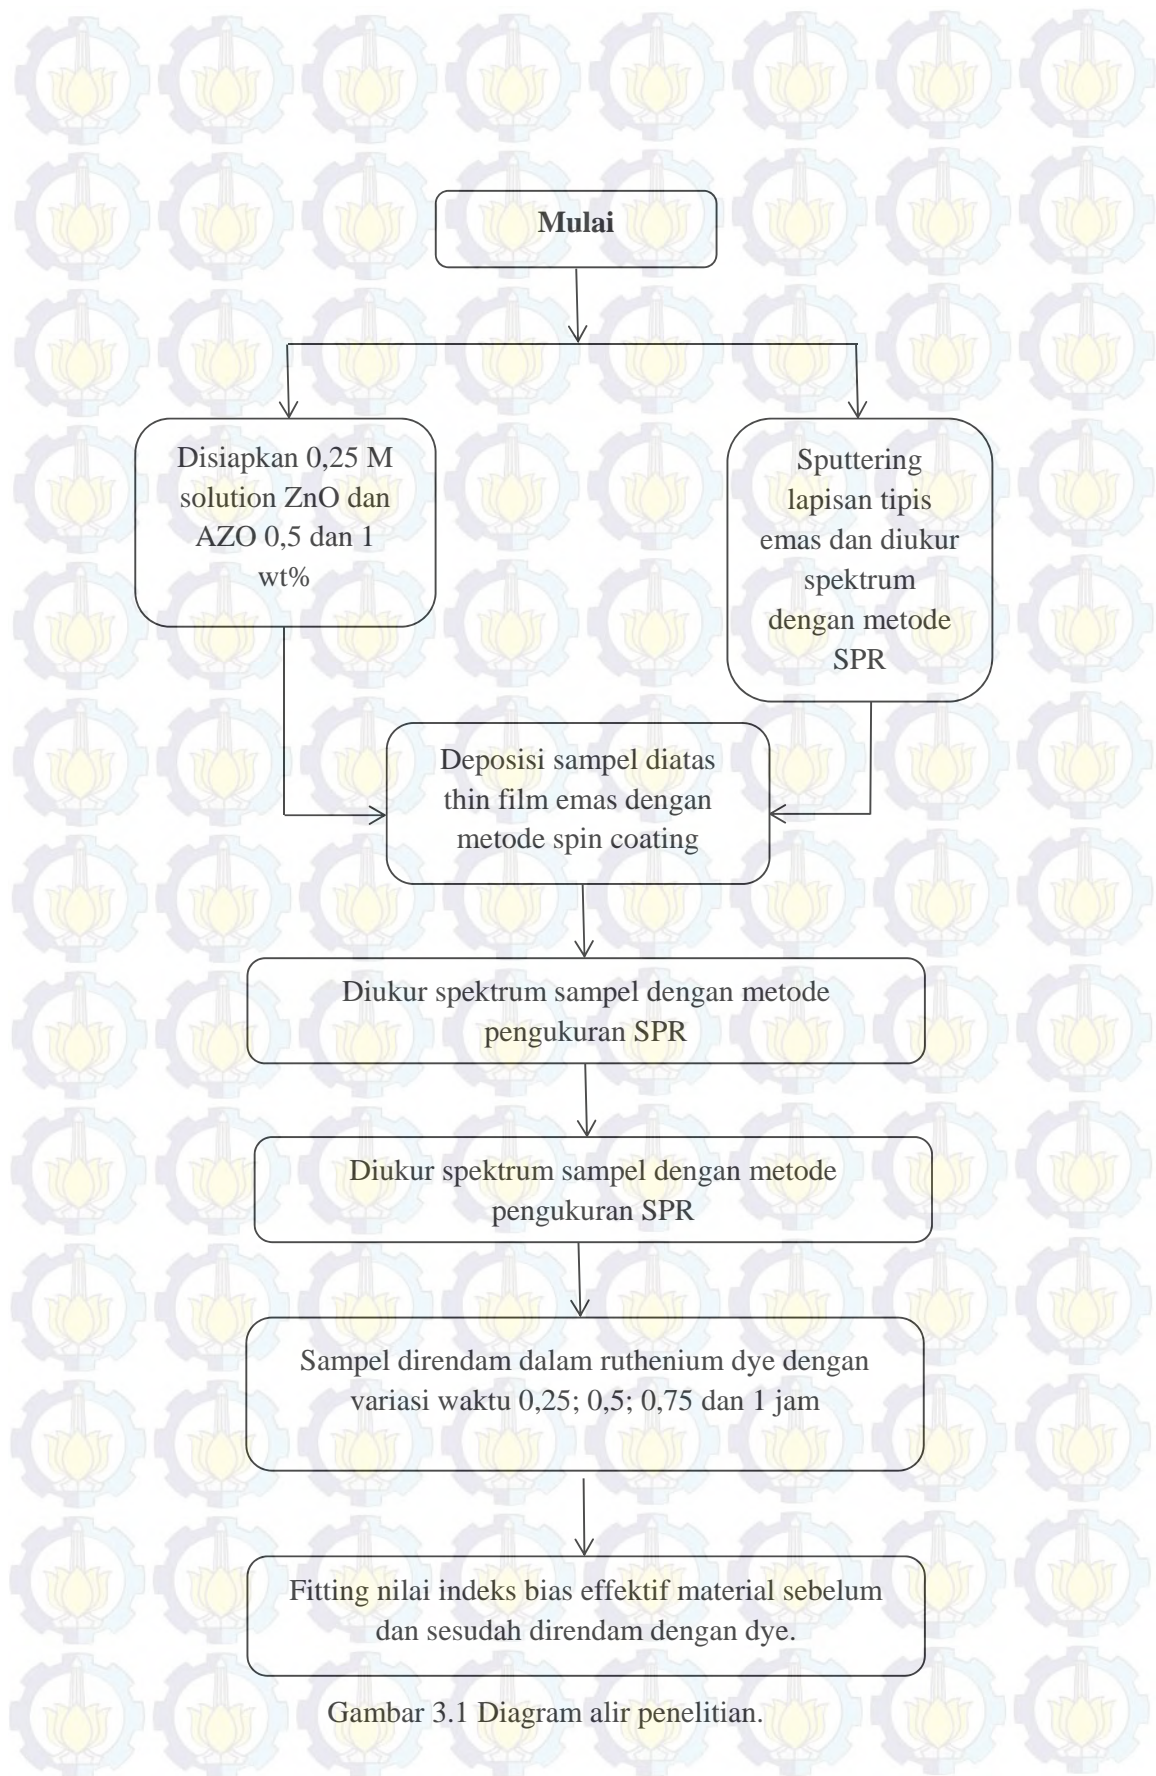 Mulai
Disiapkan 0,25 M
solution ZnO dan
AZO 0,5 dan 1
wt%
Sputtering
lapisan tipis
emas dan diukur
spektrum
dengan metode
SPR
Deposisi sampel diatas
thin film emas dengan
metode spin coating
Diukur spektrum sampel dengan metode
pengukuran SPR
Diukur spektrum sampel dengan metode
pengukuran SPR
Sampel direndam dalam ruthenium dye dengan
variasi waktu 0,25; 0,5; 0,75 dan 1 jam
Fitting nilai indeks bias effektif material sebelum
dan sesudah direndam dengan dye.
Gambar 3.1 Diagram alir penelitian.